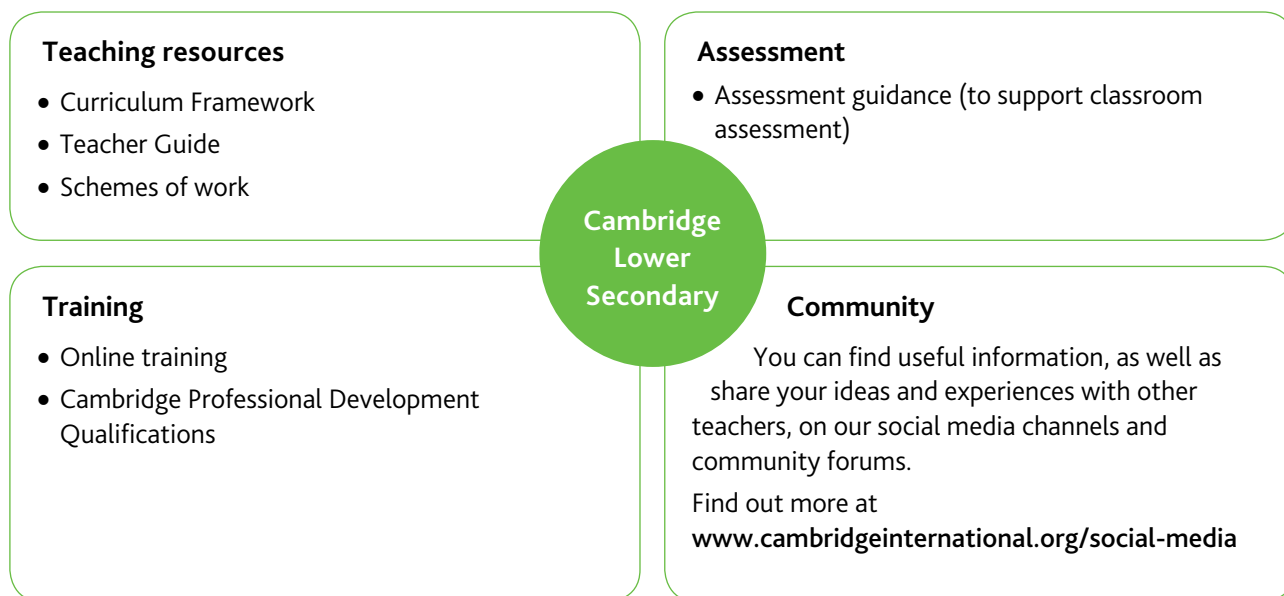 Teaching resources
• Curriculum Framework
• Teacher Guide
• Schemes of work
Assessment
• Assessment guidance (to support classroom
assessment)
Cambridge
Lower
Secondary
Training
• Online training
• Cambridge Professional Development
Qualifications
Community
You can find useful information, as well as
share your ideas and experiences with other
teachers, on our social media channels and
community forums.
Find out more at
www.cambridgeinternational.org/social-media